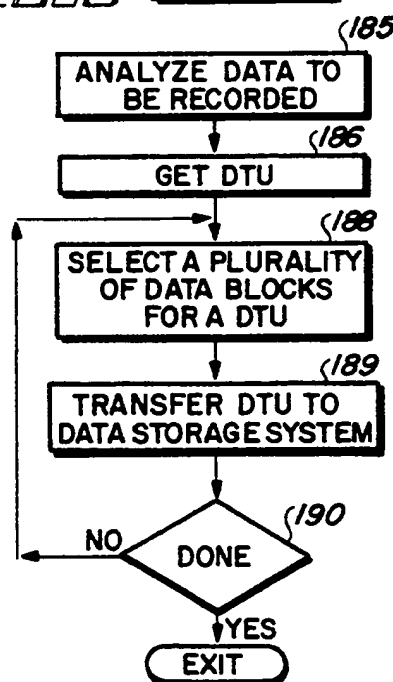 185
ANALYZE DATA TO
BE RECORDED
186
GET DTU
188
SELECT A PLURALITY
OF DATA BLOCKS
FOR A DTU
189
TRANSFER DTU TO
DATA STORAGE SYSTEM
190
DONE
NO
YES
EXIT